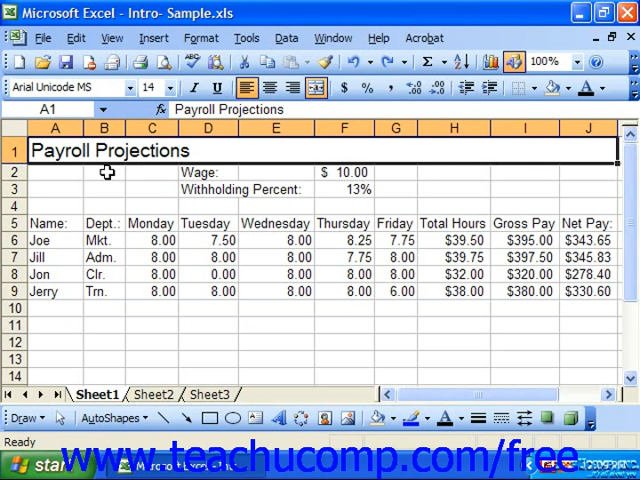 Microsoft Excel - Intro- Sample.xls
File Edit View Insert Format Tools Data Window Help Acrobat
100%
Arial Unicode MS 14 B I U $ % ,
A1 fx Payroll Projections
A B C D E F G H I J
1 Payroll Projections
2 Wage: $ 10.00
3 Withholding Percent: 13%
4
5 Name: Dept.: Monday Tuesday Wednesday Thursday Friday Total Hours Gross Pay Net Pay:
6 Joe Mkt. 8.00 7.50 8.00 8.25 7.75 $39.50 $395.00 $343.65
7 Jill Adm. 8.00 8.00 8.00 7.75 8.00 $39.75 $397.50 $345.83
8 Jon Clr. 8.00 0.00 8.00 8.00 8.00 $32.00 $320.00 $278.40
9 Jerry Trn. 8.00 8.00 8.00 8.00 6.00 $38.00 $380.00 $330.60
10
11
12
13
14
Sheet1 Sheet2 Sheet3
Draw AutoShapes
Ready
start Microsoft Excel - Int
www.teachucomp.com/free